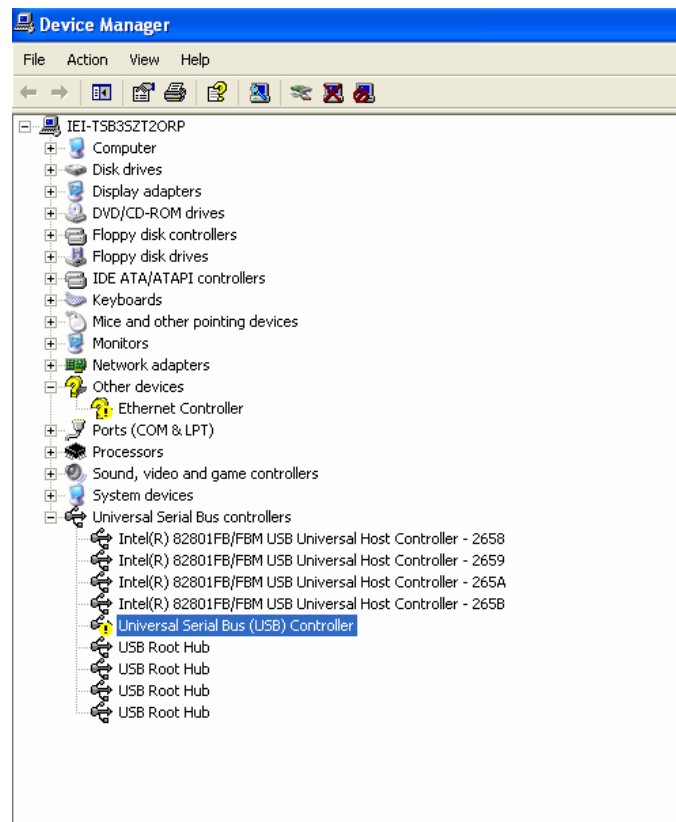 Device Manager
File Action View Help
IEI-TSB3SZT2ORP
Computer
Disk drives
Display adapters
DVD/CD-ROM drives
Floppy disk controllers
Floppy disk drives
IDE ATA/ATAPI controllers
Keyboards
Mice and other pointing devices
Monitors
Network adapters
Other devices
Ethernet Controller
Ports (COM & LPT)
Processors
Sound, video and game controllers
System devices
Universal Serial Bus controllers
Intel(R) 82801FB/FBM USB Universal Host Controller - 2658
Intel(R) 82801FB/FBM USB Universal Host Controller - 2659
Intel(R) 82801FB/FBM USB Universal Host Controller - 265A
Intel(R) 82801FB/FBM USB Universal Host Controller - 265B
Universal Serial Bus (USB) Controller
USB Root Hub
USB Root Hub
USB Root Hub
USB Root Hub